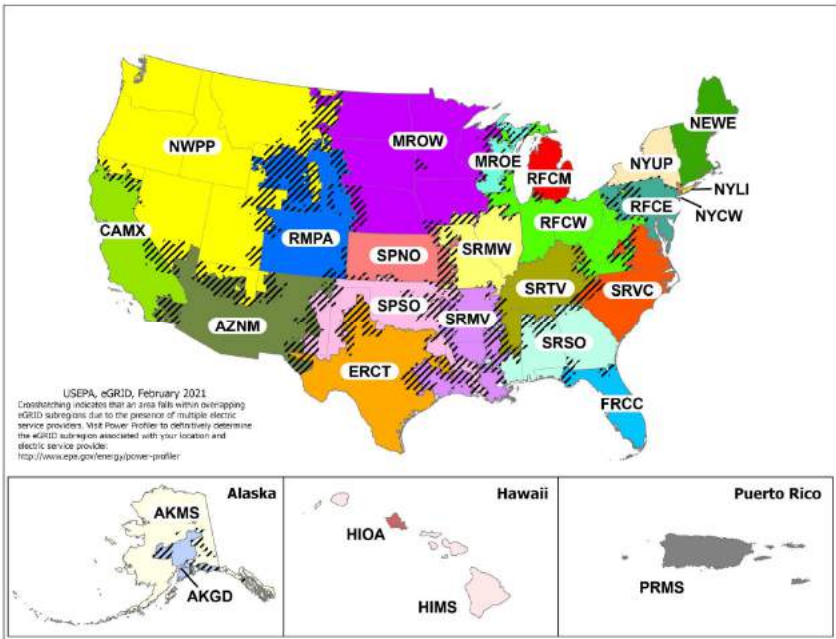 NEWE
NWPP
MROW
MROE
NYUP
RFCM
NYLI
RFCE
NYCW
CAMX
RFCW
RMPA
SRMW
SPNO
SRTV
SRVC
SPSO
SRMV
AZNM
SRSO
ERCT
FRCC
USEPA, eGRID, February 2021
Crosshatching indicates that an area falls within overlapping
eGRID subregions due to the presence of multiple electric
service providers. Visit Power Profiler to definitively determine
the eGRID subregion associated with your location and
electric service provider.
http://www.epa.gov/energy/power-profiler
Alaska
AKMS
AKGD
Hawaii
HIOA
HIMS
Puerto Rico
PRMS